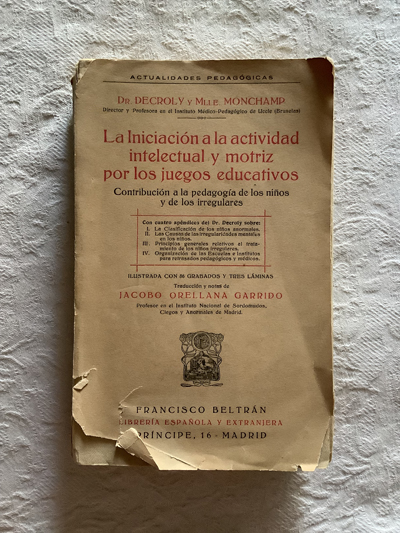 ACTUALIDADES PEDAGÓGICAS
DR. DECROLY Y MLLE. MONCHAMP
Director y Profesora en el Instituto Médico-Pedagógico de Uccle (Bruselas)
La Iniciación a la actividad
intelectual y motriz
por los juegos educativos
Contribución a la pedagogía de los niños
y de los irregulares
Con cuatro apéndices del Dr. Decroly sobre:
I. La Clasificación de los niños anormales.
II. Las Causas de las irregularidades mentales
en los niños.
III. Principios generales relativos al trata-
miento de los niños irregulares.
IV. Organización de las Escuelas e Institutos
para retrasados pedagógicos y médicos.
ILUSTRADA CON 88 GRABADOS Y TRES LÁMINAS
Traducción y notas de
JACOBO ORELLANA GARRIDO
Profesor en el Instituto Nacional de Sordomudos,
Ciegos y Anormales de Madrid.
FRANCISCO BELTRÁN
LIBRERÍA ESPAÑOLA Y EXTRANJERA
PRÍNCIPE, 16 - MADRID